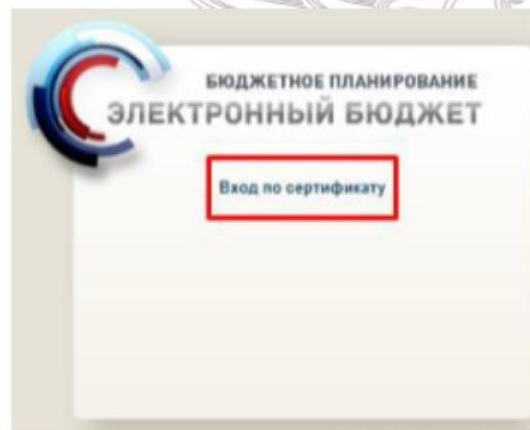 БЮДЖЕТНОЕ ПЛАНИРОВАНИЕ
ЭЛЕКТРОННЫЙ БЮДЖЕТ
Вход по сертификату